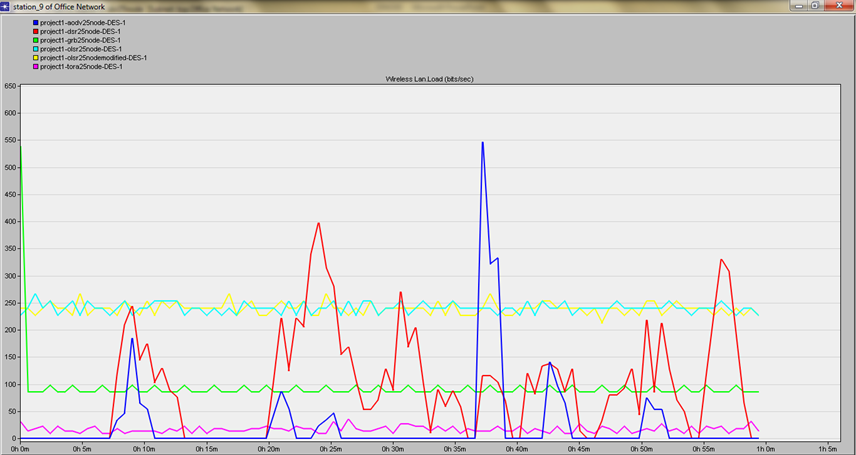 station_9 of Office Network
project1-aodv25node-DES-1
project1-dsr25node-DES-1
project1-grb25node-DES-1
project1-olsr25node-DES-1
project1-olsr25nodemodified-DES-1
project1-tora25node-DES-1
Wireless Lan.Load (bits/sec)
650
600
550
500
450
400
350
300
250
200
150
100
50
0
0h 0m 0h 5m 0h 10m 0h 15m 0h 20m 0h 25m 0h 30m 0h 35m 0h 40m 0h 45m 0h 50m 0h 55m 1h 0m 1h 5m